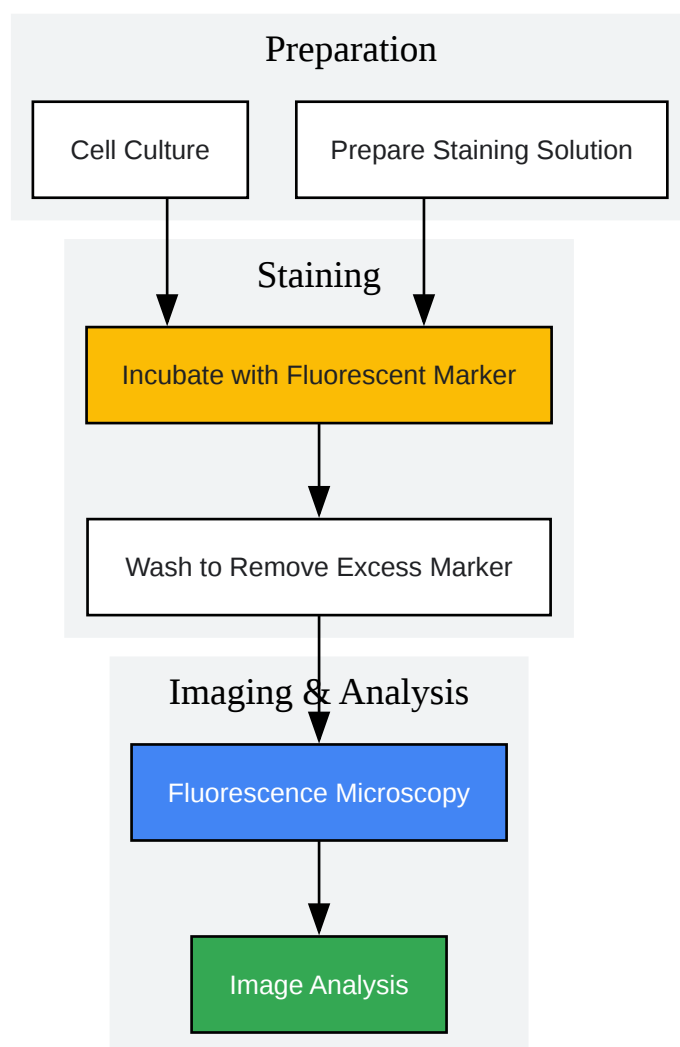 Preparation
Cell Culture
Prepare Staining Solution
Staining
Incubate with Fluorescent Marker
Wash to Remove Excess Marker
Imaging & Analysis
Fluorescence Microscopy
Image Analysis